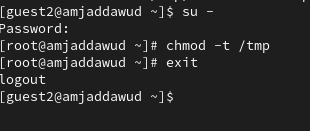 [guest2@amjaddawud ~]$ su -
Password:
[root@amjaddawud ~]# chmod -t /tmp
[root@amjaddawud ~]# exit
logout
[guest2@amjaddawud ~]$